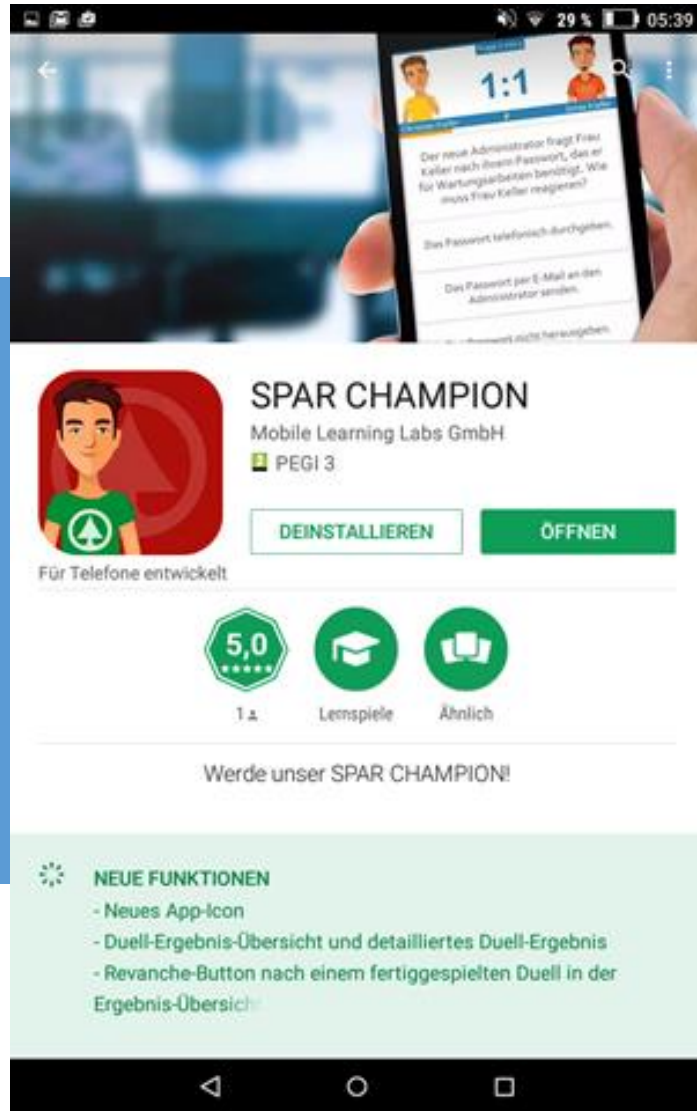 29 % 05:39
1:1
Der neue Administrator fragt Frau
Keller nach ihrem Passwort, das er
für Wartungsarbeiten benötigt. Wie
muss Frau Keller reagieren?
Das Passwort telefonisch durchgeben.
Das Passwort per E-Mail an den
Administrator senden.
Passwort nicht herausgeben.
SPAR CHAMPION
Mobile Learning Labs GmbH
PEGI 3
DEINSTALLIEREN
ÖFFNEN
Für Telefone entwickelt
5,0
1
Lernspiele
Ähnlich
Werde unser SPAR CHAMPION!
NEUE FUNKTIONEN
- Neues App-Icon
- Duell-Ergebnis-Übersicht und detailliertes Duell-Ergebnis
- Revanche-Button nach einem fertiggespielten Duell in der
Ergebnis-Übersicht